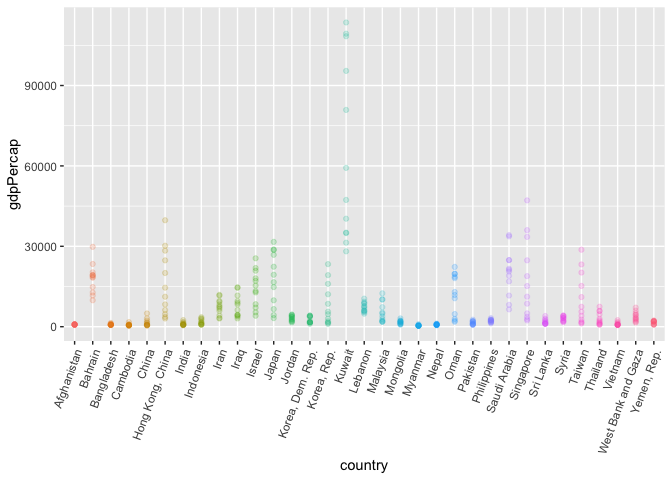 gdpPercap
90000
60000
30000
0
Afghanistan
Bahrain
Bangladesh
Cambodia
China
Hong Kong, China
India
Indonesia
Iran
Iraq
Israel
Japan
Jordan
Korea, Dem. Rep.
Korea, Rep.
Kuwait
Lebanon
Malaysia
Mongolia
Myanmar
Nepal
Oman
Pakistan
Philippines
Saudi Arabia
Singapore
Sri Lanka
Syria
Taiwan
Thailand
Vietnam
West Bank and Gaza
Yemen, Rep.
country